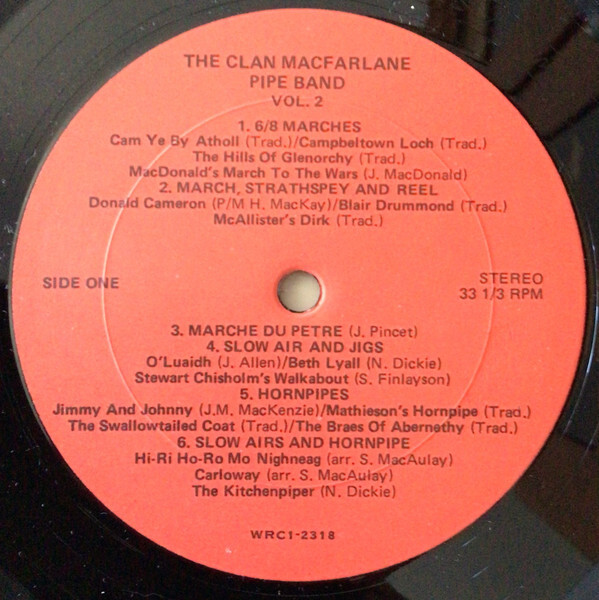 THE CLAN MACFARLANE
PIPE BAND
VOL. 2
1. 6/8 MARCHES
Cam Ye By Atholl (Trad.)/Campbeltown Loch (Trad.)
The Hills Of Glenorchy (Trad.)
MacDonald's March To The Wars (J. MacDonald)
2. MARCH, STRATHSPEY AND REEL
Donald Cameron (P/M H. MacKay)/Blair Drummond (Trad.)
McAllister's Dirk (Trad.)
SIDE ONE
STEREO
33 1/3 RPM
3. MARCHE DU PETRE (J. Pincet)
4. SLOW AIR AND JIGS
O'Luaidh (J. Allen)/Beth Lyall (N. Dickie)
Stewart Chisholm's Walkabout (S. Finlayson)
5. HORNPIPES
Jimmy And Johnny (J.M. MacKenzie)/Mathieson's Hornpipe (Trad.)
The Swallowtailed Coat (Trad.)/The Braes Of Abernethy (Trad.)
6. SLOW AIRS AND HORNPIPE
Hi-Ri Ho-Ro Mo Nighneag (arr. S. MacAulay)
Carloway (arr. S. MacAulay)
The Kitchenpiper (N. Dickie)
WRC1-2318